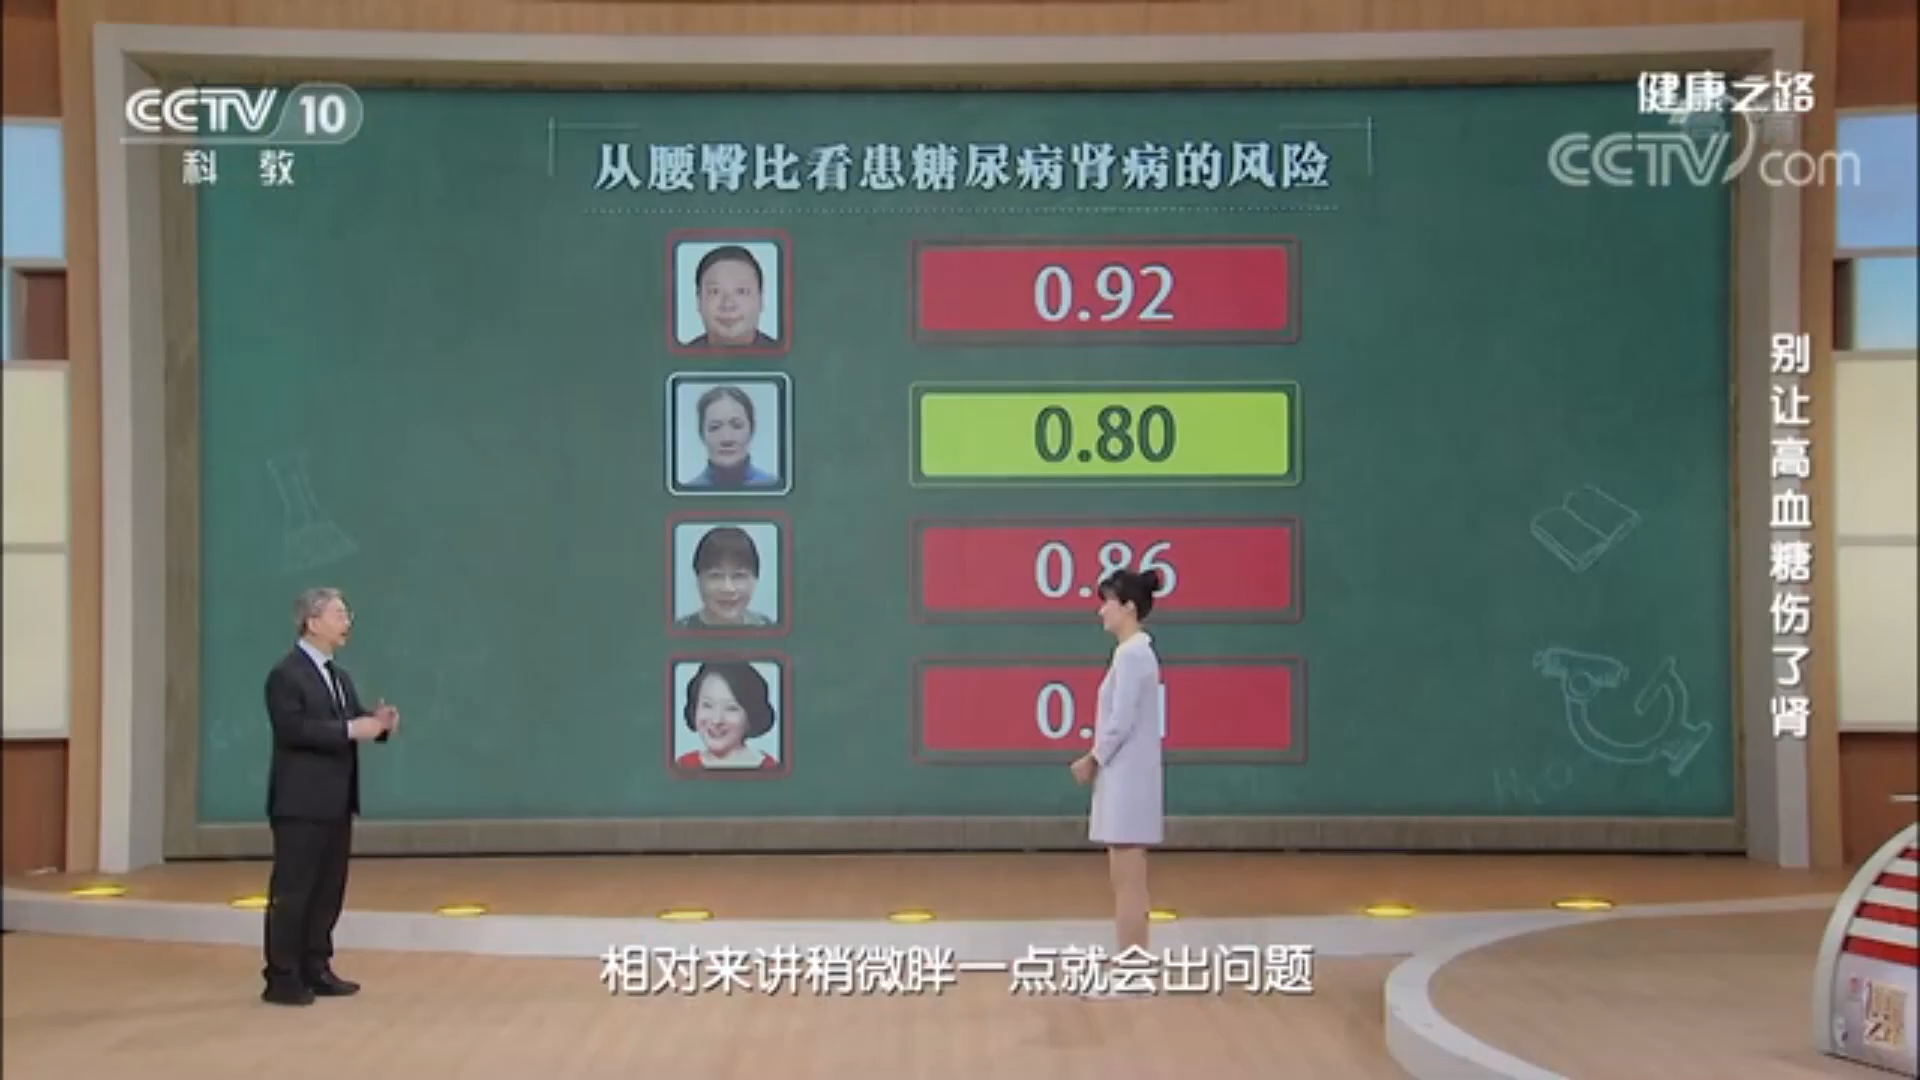 CCTV 10
科 教
健康之路
CCTV.com
从腰臀比看患糖尿病肾病的风险
0.92
0.80
0.86
别让高血糖伤了肾
H₂O
相对来讲稍微胖一点就会出问题